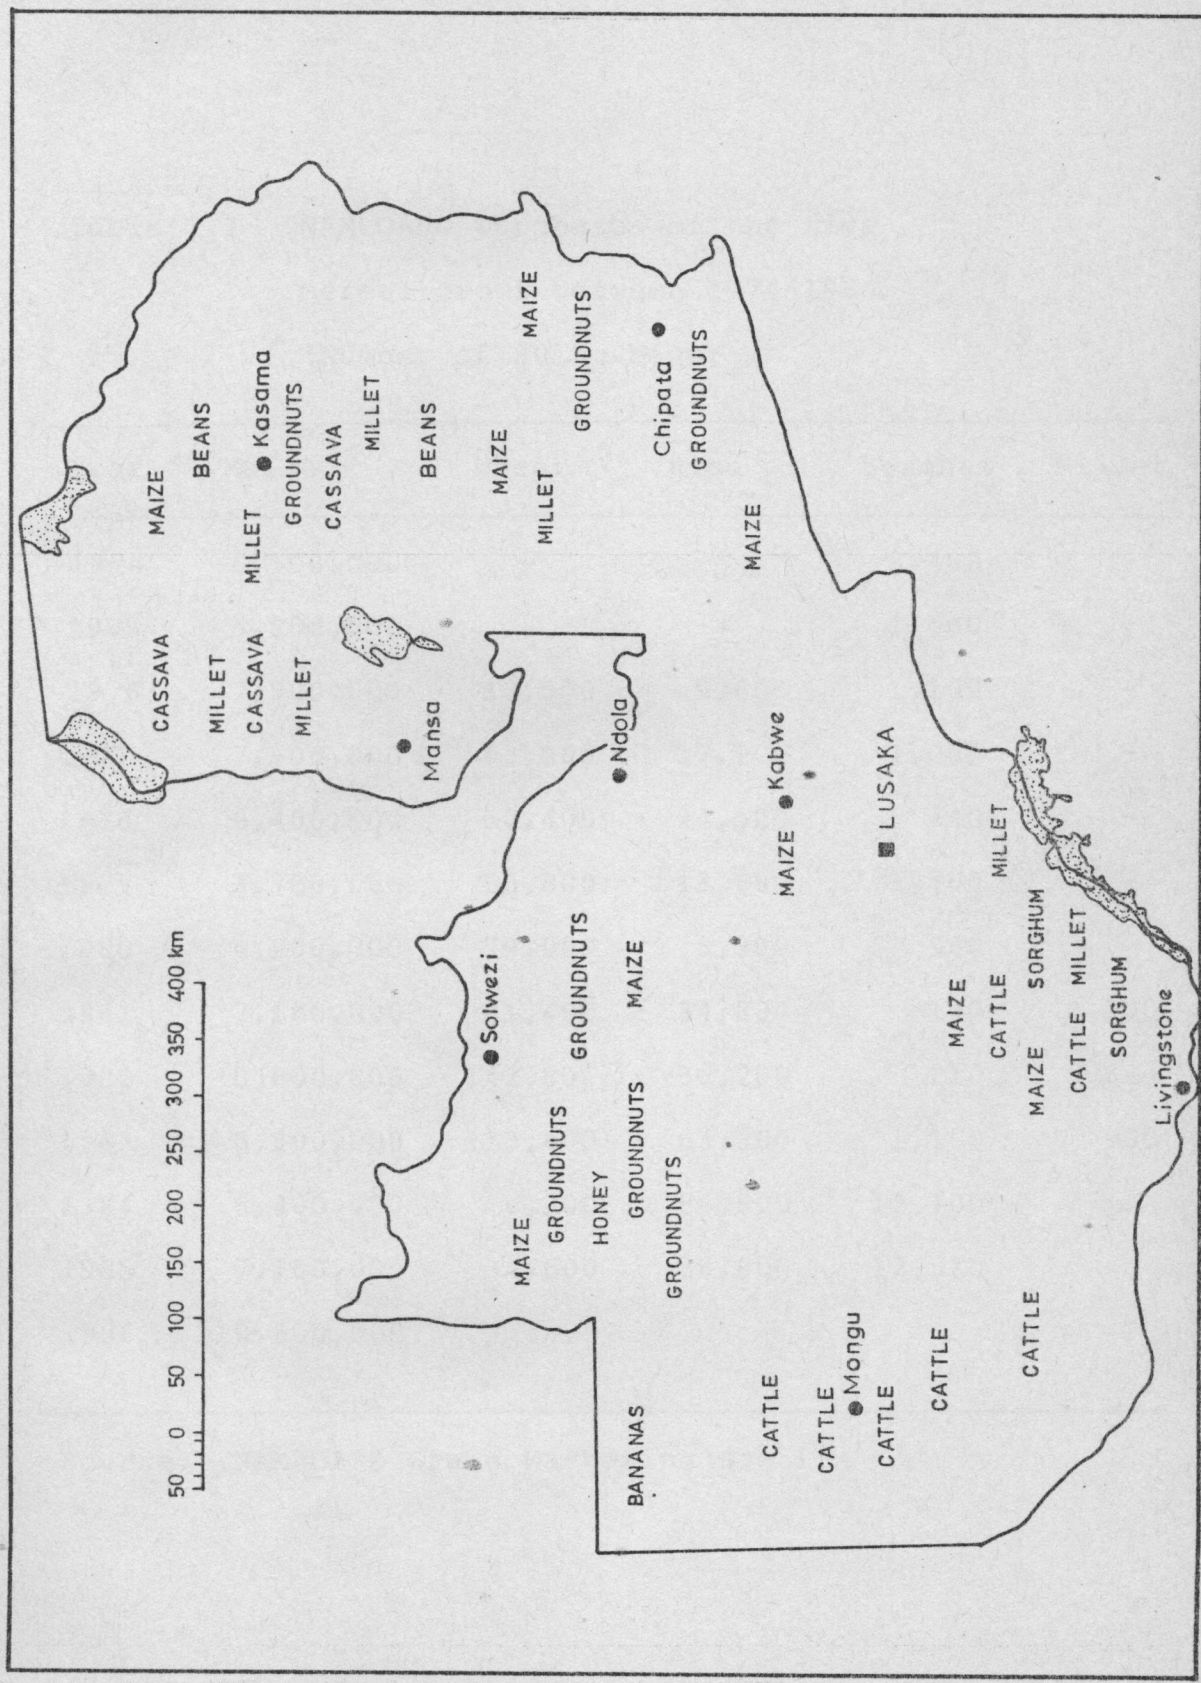 50 0 50 100 150 200 250 300 350 400 km
CASSAVA
MAIZE
BEANS
MILLET
CASSAVA
MILLET
Kasama
MILLET
GROUNDNUTS
CASSAVA
MILLET
BEANS
Mansa
Solwezi
MAIZE
MAIZE
MAIZE
MILLET
GROUNDNUTS
GROUNDNUTS
GROUNDNUTS
HONEY
Ndola
BANANAS
GROUNDNUTS
MAIZE
Chipata
GROUNDNUTS
GROUNDNUTS
MAIZE
CATTLE
Kabwe
MAIZE
CATTLE
Mongu
CATTLE
LUSAKA
CATTLE
MAIZE
CATTLE
MILLET
CATTLE
MAIZE SORGHUM
CATTLE MILLET
SORGHUM
Livingstone